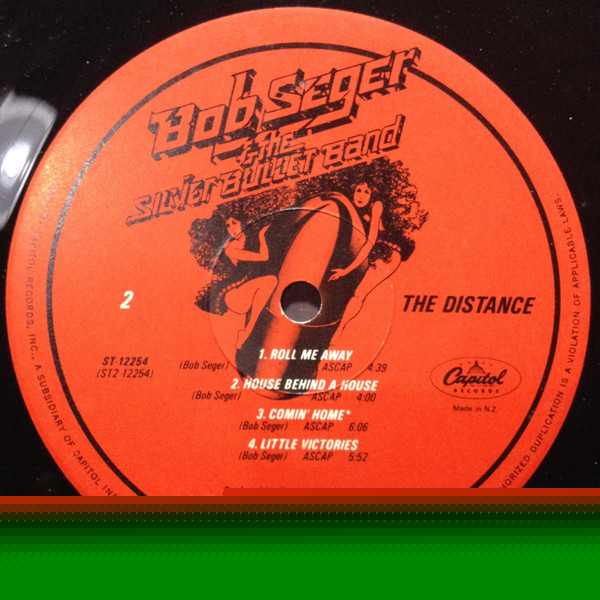 Bob Seger
& The
Silver Bullet Band
2
THE DISTANCE
ST-12254
(ST2-12254)
1. ROLL ME AWAY
(Bob Seger) ASCAP 4:39
2. HOUSE BEHIND A HOUSE
(Bob Seger) ASCAP 4:00
3. COMIN' HOME*
(Bob Seger) ASCAP 6:06
4. LITTLE VICTORIES
(Bob Seger) ASCAP 5:52
Capitol
RECORDS
Made in N.Z.
CAPITOL RECORDS, INC., A SUBSIDIARY OF CAPITOL IN
ORIZED DUPLICATION IS A VIOLATION OF APPLICABLE LAWS.